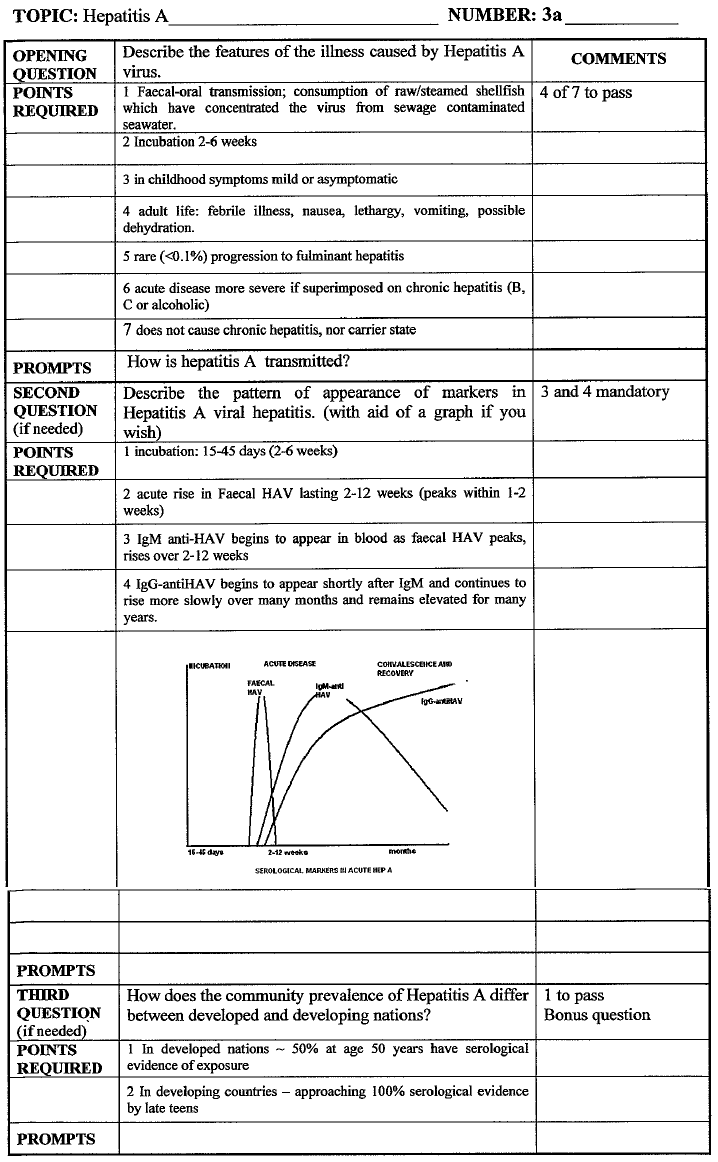 TOPIC: Hepatitis A NUMBER: 3a
OPENING QUESTION
Describe the features of the illness caused by Hepatitis A
virus.
COMMENTS
POINTS
REQUIRED
1 Faecal-oral transmission; consumption of raw/steamed shellfish
which have concentrated the virus from sewage contaminated
seawater.
4 of 7 to pass
2 Incubation 2-6 weeks
3 in childhood symptoms mild or asymptomatic
4 adult life: febrile illness, nausea, lethargy, vomiting, possible
dehydration.
5 rare (<0.1%) progression to fulminant hepatitis
6 acute disease more severe if superimposed on chronic hepatitis (B,
C or alcoholic)
7 does not cause chronic hepatitis, nor carrier state
PROMPTS
How is hepatitis A transmitted?
SECOND
QUESTION
(if needed)
Describe the pattern of appearance of markers in
Hepatitis A viral hepatitis. (with aid of a graph if you
wish)
3 and 4 mandatory
POINTS
REQUIRED
1 incubation: 15-45 days (2-6 weeks)
2 acute rise in Faecal HAV lasting 2-12 weeks (peaks within 1-2
weeks)
3 IgM anti-HAV begins to appear in blood as faecal HAV peaks,
rises over 2-12 weeks
4 IgG-antiHAV begins to appear shortly after IgM and continues to
rise more slowly over many months and remains elevated for many
years.
INCUBATION
ACUTE DISEASE
CONVALESCENCE AND
RECOVERY
FAECAL
HAV
IgM-anti
HAV
IgG-antiHAV
15-45 days
2-12 weeks
months
SEROLOGICAL MARKERS IN ACUTE HEP A
PROMPTS
THIRD
QUESTION
(if needed)
How does the community prevalence of Hepatitis A differ
between developed and developing nations?
1 to pass
Bonus question
POINTS
REQUIRED
1 In developed nations ~ 50% at age 50 years have serological
evidence of exposure
2 In developing countries – approaching 100% serological evidence
by late teens
PROMPTS